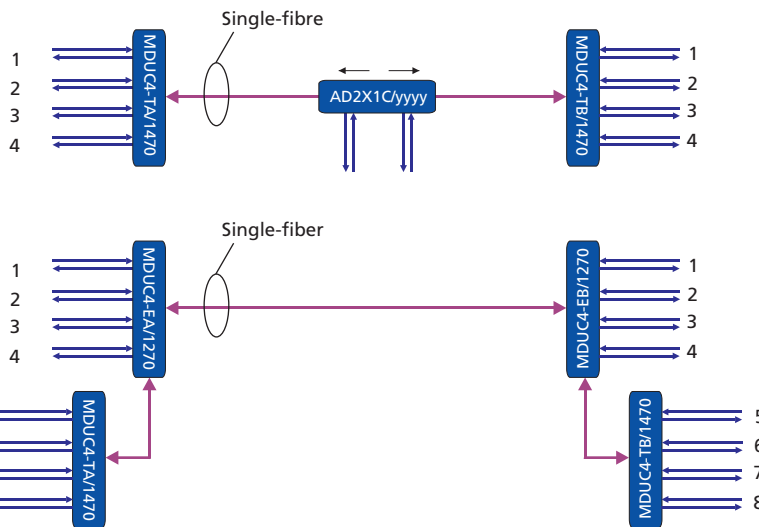 Single-fibre
MDUC4-TA/1470
1
2
3
4
AD2X1C/yyyy
MDUC4-TB/1470
1
2
3
4
Single-fiber
MDUC4-EA/1270
1
2
3
4
MDUC4-EB/1270
1
2
3
4
MDUC4-TA/1470
MDUC4-TB/1470
5
6
7
8